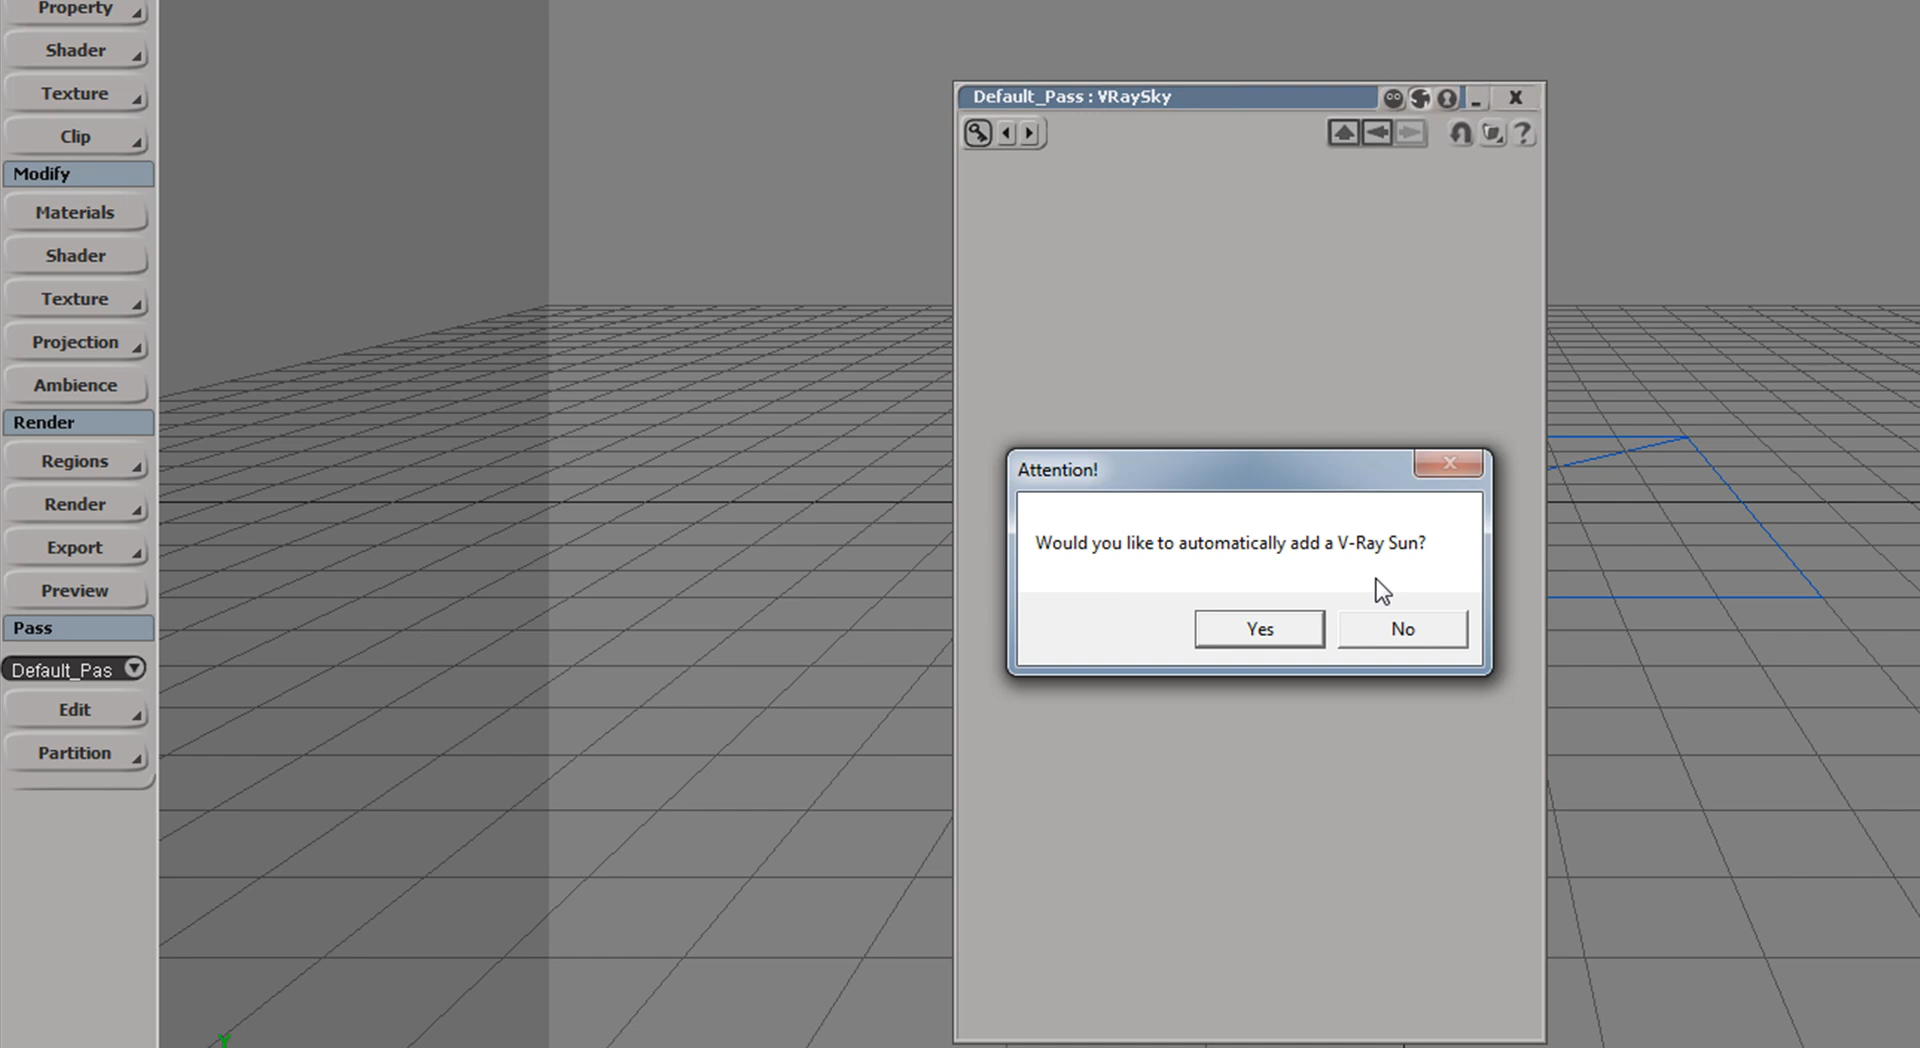 Property
Shader
Texture
Clip
Modify
Materials
Shader
Texture
Projection
Ambience
Render
Regions
Render
Export
Preview
Pass
Default_Pas
Edit
Partition
Default_Pass : VRaySky
Attention!
Would you like to automatically add a V-Ray Sun?
Yes
No
Y